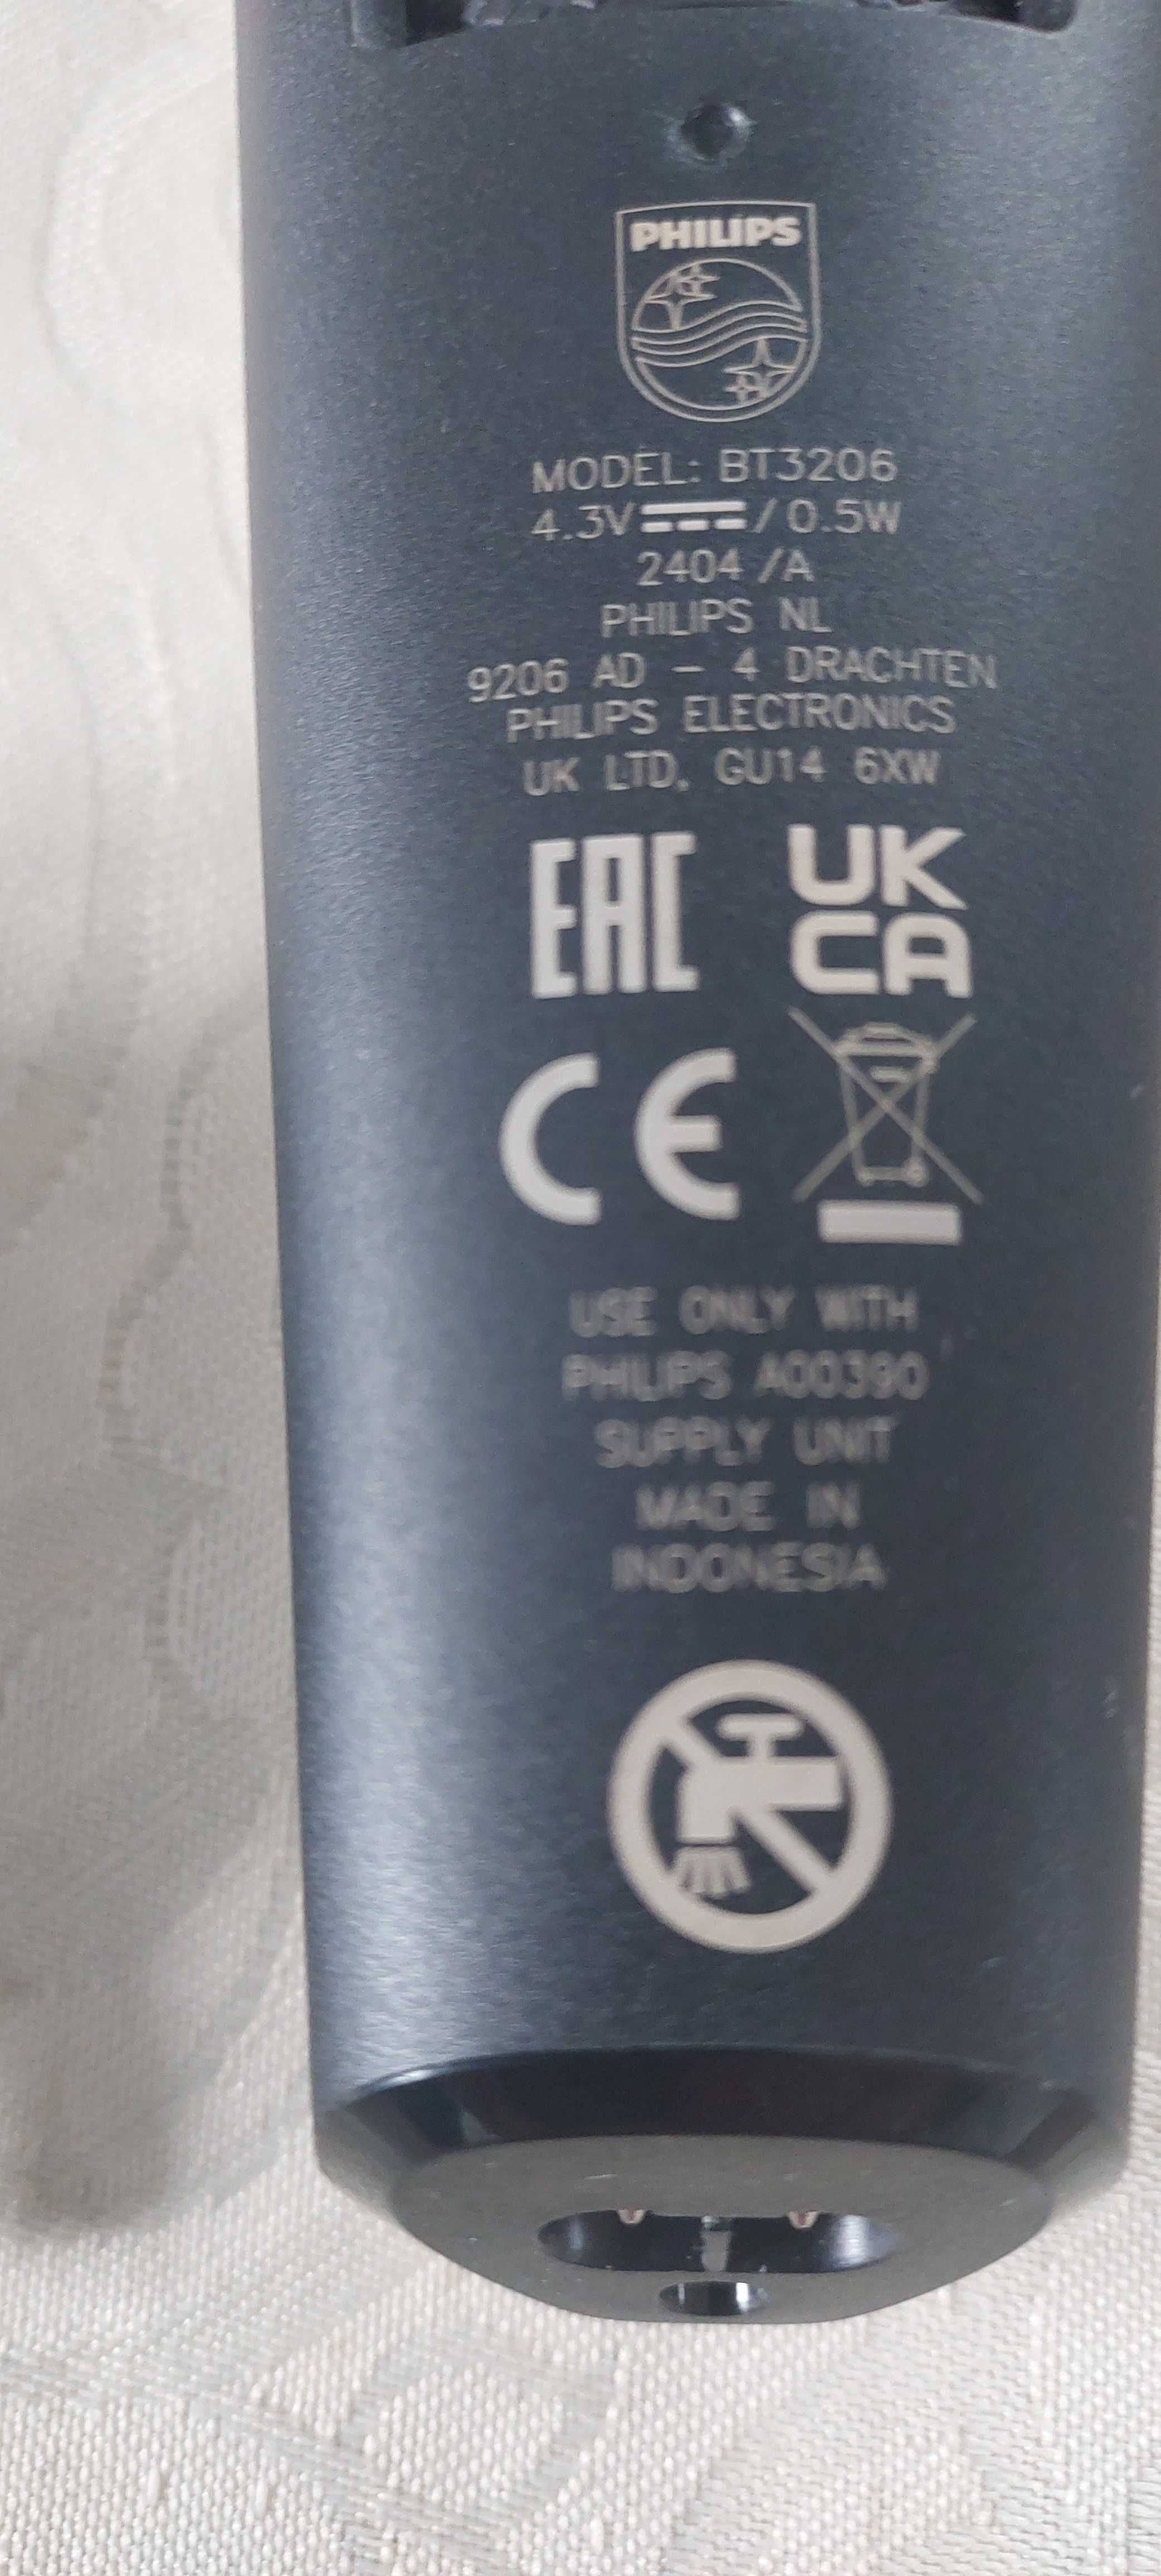 PHILIPS
MODEL: BT3206
4.3V⎓/0.5W
2404 /A
PHILIPS NL
9206 AD - 4 DRACHTEN
PHILIPS ELECTRONICS
UK LTD, GU14 6XW
EAC UK
CA
CE
USE ONLY WITH
PHILIPS A00390
SUPPLY UNIT
MADE IN
INDONESIA